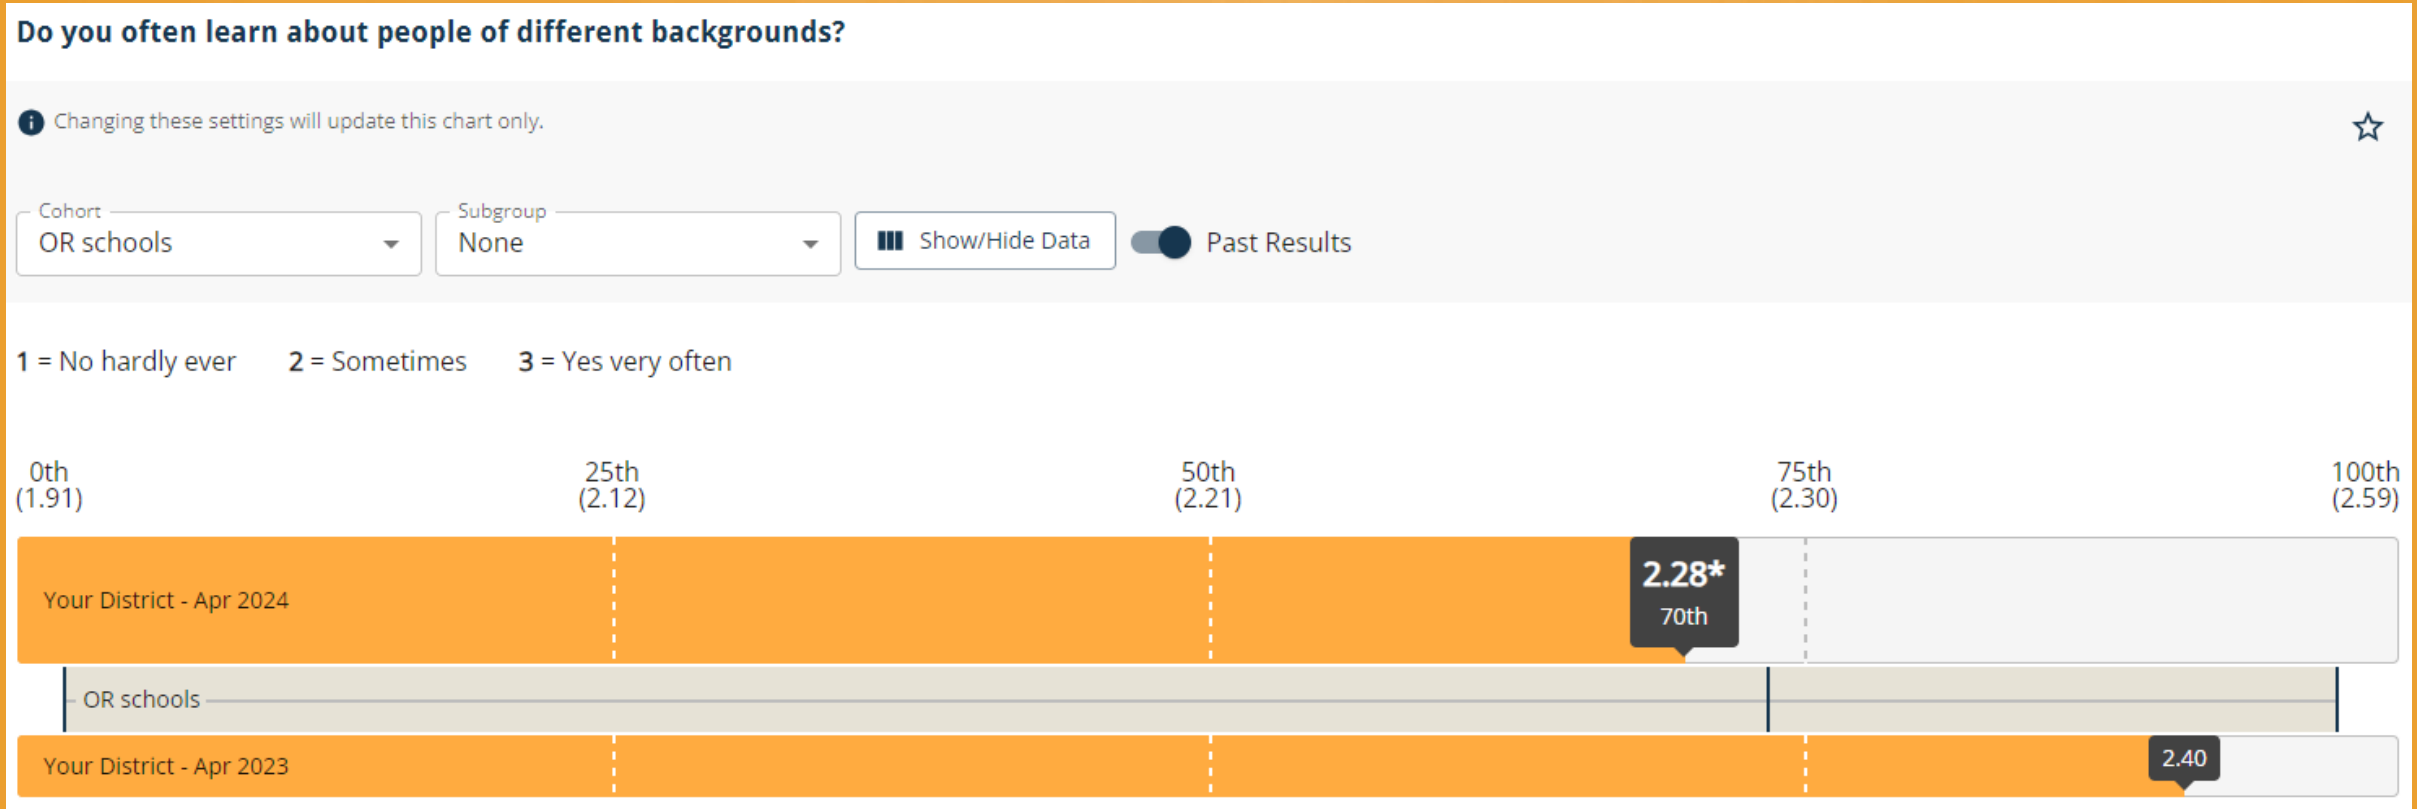 Do you often learn about people of different backgrounds?
Changing these settings will update this chart only.
Cohort
OR schools
Subgroup
None
Show/Hide Data
Past Results
1 = No hardly ever 2 = Sometimes 3 = Yes very often
0th 25th 50th 75th 100th
(1.91) (2.12) (2.21) (2.30) (2.59)
2.28*
Your District - Apr 2024
70th
OR schools
Your District - Apr 2023 2.40